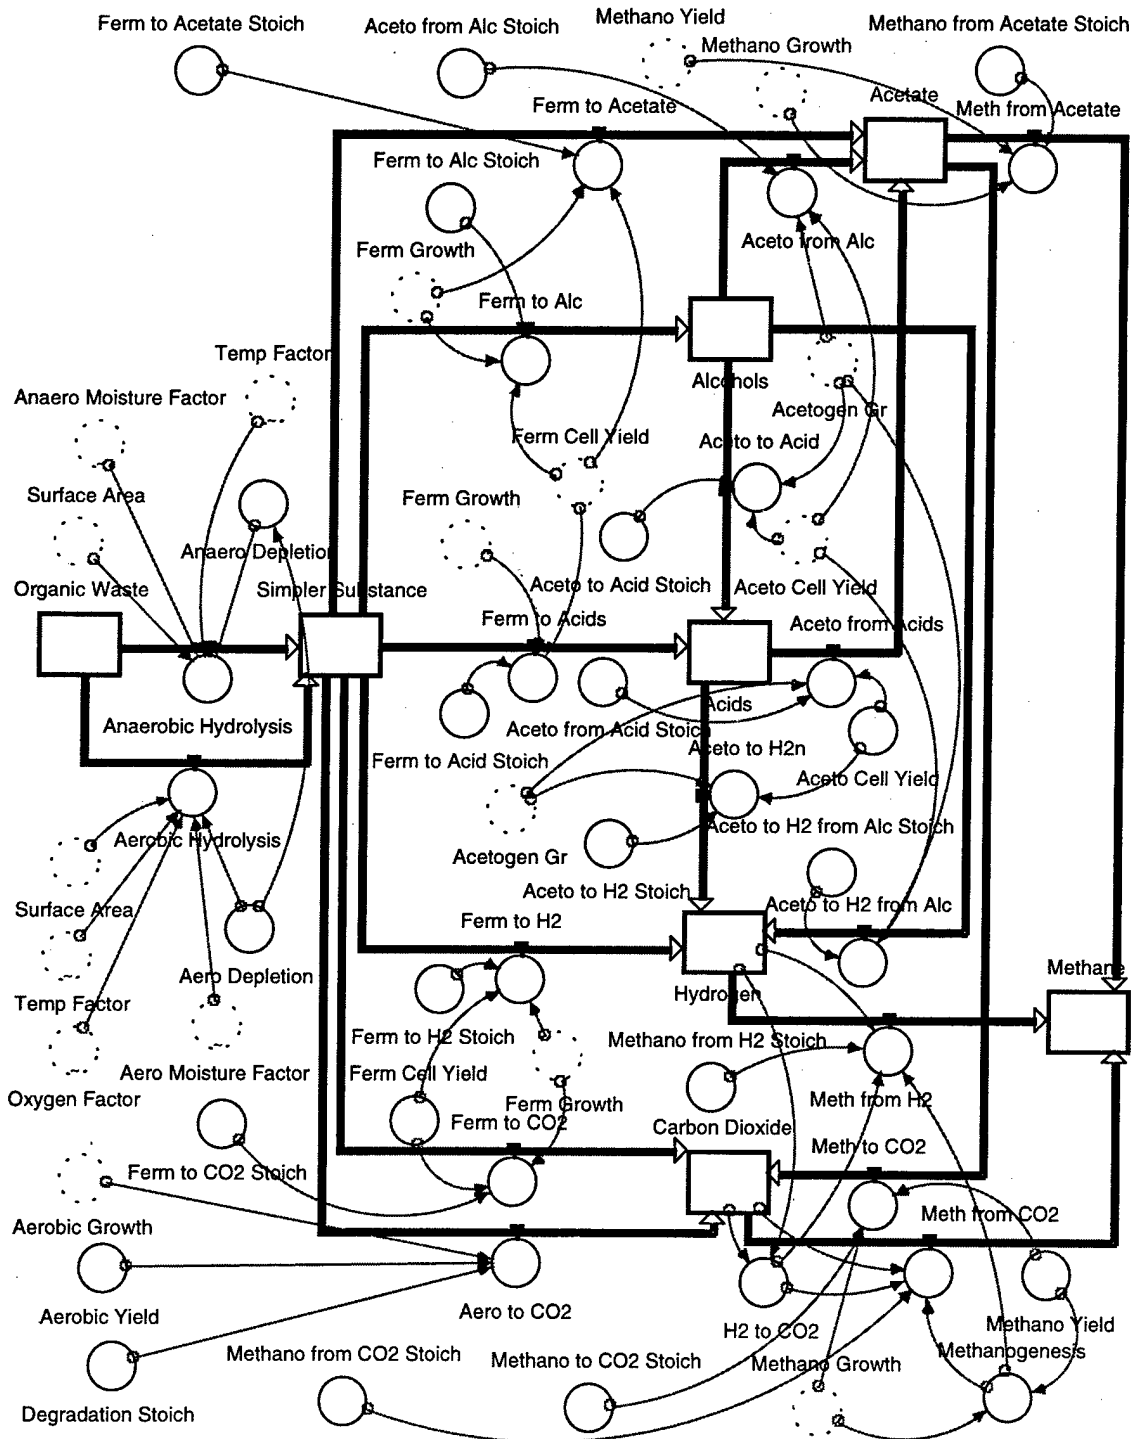 Methano Yield
Ferm to Acetate Stoich
Aceto from Alc Stoich
Methano from Acetate Stoich
Methano Growth
Acetate
Ferm to Acetate
Meth from Acetate
Ferm to Alc Stoich
Aceto from Alc
Ferm Growth
Ferm to Alc
Temp Factor
Alcohols
Anaero Moisture Factor
Acetogen Gr
Ferm Cell Yield
Aceto to Acid
Surface Area
Ferm Growth
Anaero Depletion
Organic Waste
Simpler Substance
Aceto to Acid Stoich
Aceto Cell Yield
Ferm to Acids
Aceto from Acids
Acids
Anaerobic Hydrolysis
Aceto from Acid Stoich
Aceto to H2n
Ferm to Acid Stoich
Aceto Cell Yield
Aerobic Hydrolysis
Aceto to H2 from Alc Stoich
Acetogen Gr
Aceto to H2 Stoich
Surface Area
Aceto to H2 from Alc
Ferm to H2
Aero Depletion
Methane
Hydrogen
Temp Factor
Ferm to H2 Stoich
Methano from H2 Stoich
Aero Moisture Factor
Ferm Cell Yield
Oxygen Factor
Ferm Growth
Meth from H2
Ferm to CO2
Carbon Dioxide
Meth to CO2
Ferm to CO2 Stoich
Aerobic Growth
Meth from CO2
Aerobic Yield
Aero to CO2
H2 to CO2
Methano Yield
Methano from CO2 Stoich
Methano to CO2 Stoich
Methano Growth
Methanogenesis
Degradation Stoich